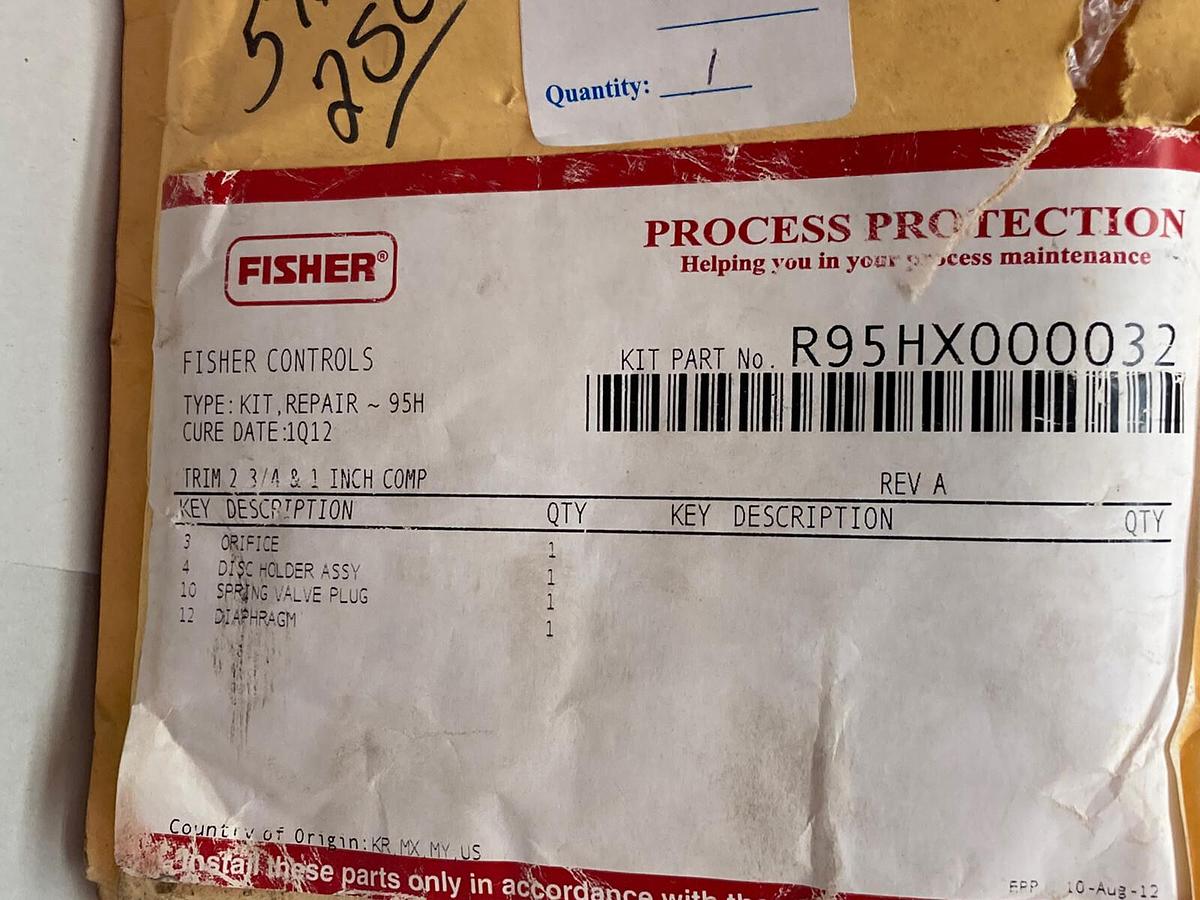 250/
Quantity: 1
PROCESS PROTECTION
Helping you in your process maintenance
FISHER®
FISHER CONTROLS
KIT PART No. R95HX000032
TYPE: KIT,REPAIR ~ 95H
CURE DATE:1Q12
TRIM 2 3/4 & 1 INCH COMP REV A
KEY DESCRIPTION QTY KEY DESCRIPTION QTY
3 ORIFICE 1
4 DISC HOLDER ASSY 1
10 SPRING VALVE PLUG 1
12 DIAPHRAGM 1
Country of Origin: KR MX MY US
Install these parts only in accordance with the
EPP 10-Aug-12